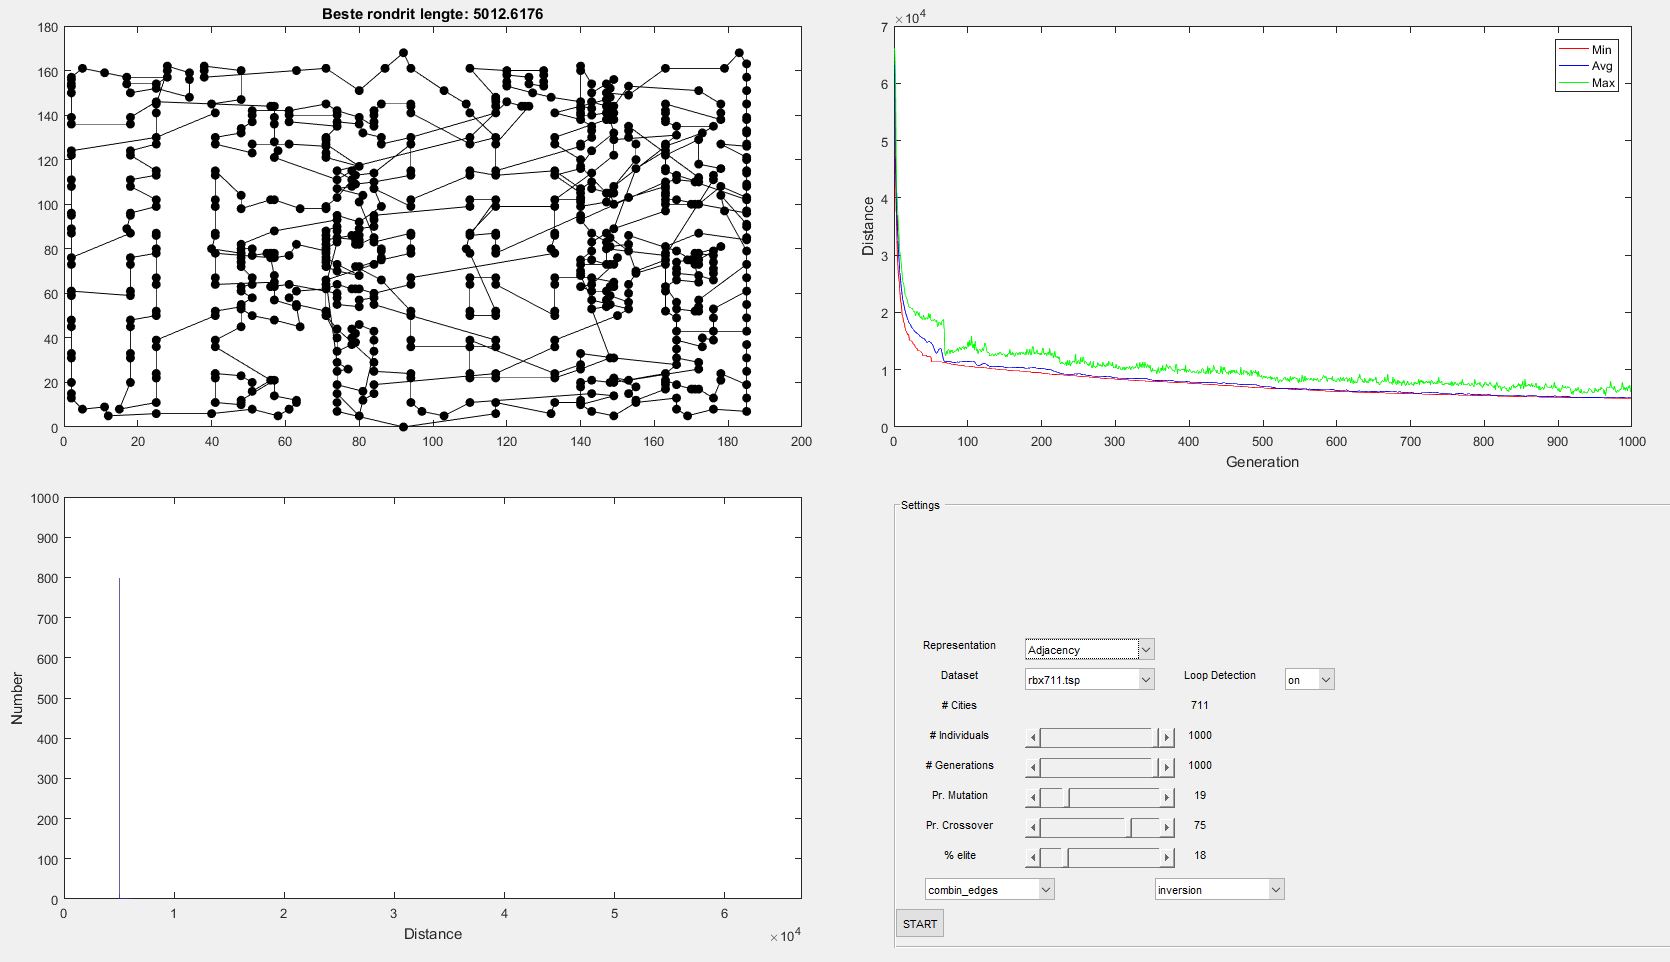 Beste rondrit lengte: 5012.6176
180
160
140
120
100
80
60
40
20
0
0 20 40 60 80 100 120 140 160 180 200
×10^4
7
6
5
4
3
2
1
0
Distance
Min
Avg
Max
0 100 200 300 400 500 600 700 800 900 1000
Generation
1000
900
800
700
600
500
400
300
200
100
0
Number
0 1 2 3 4 5 6
Distance
×10^4
Settings
Representation Adjacency
Dataset rbx711.tsp Loop Detection on
# Cities 711
# Individuals 1000
# Generations 1000
Pr. Mutation 19
Pr. Crossover 75
% elite 18
combin_edges inversion
START